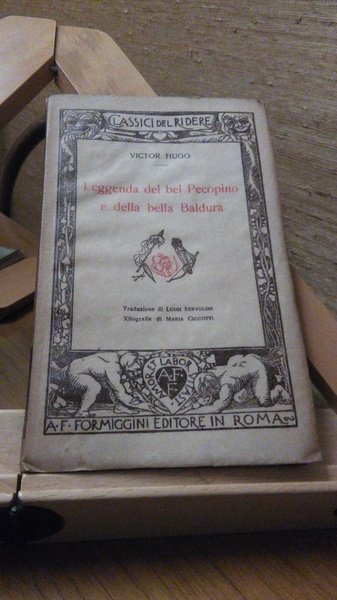 CLASSICI DEL RIDERE
VICTOR HUGO
Leggenda del bel Pecopino
e della bella Baldura
Traduzione di LUIGI SERVOLINI
Xilografie di MARIA CICCOTTI
AMOR ET LABOR VITAST
A.F.
F
A. F. FORMIGGINI EDITORE IN ROMA